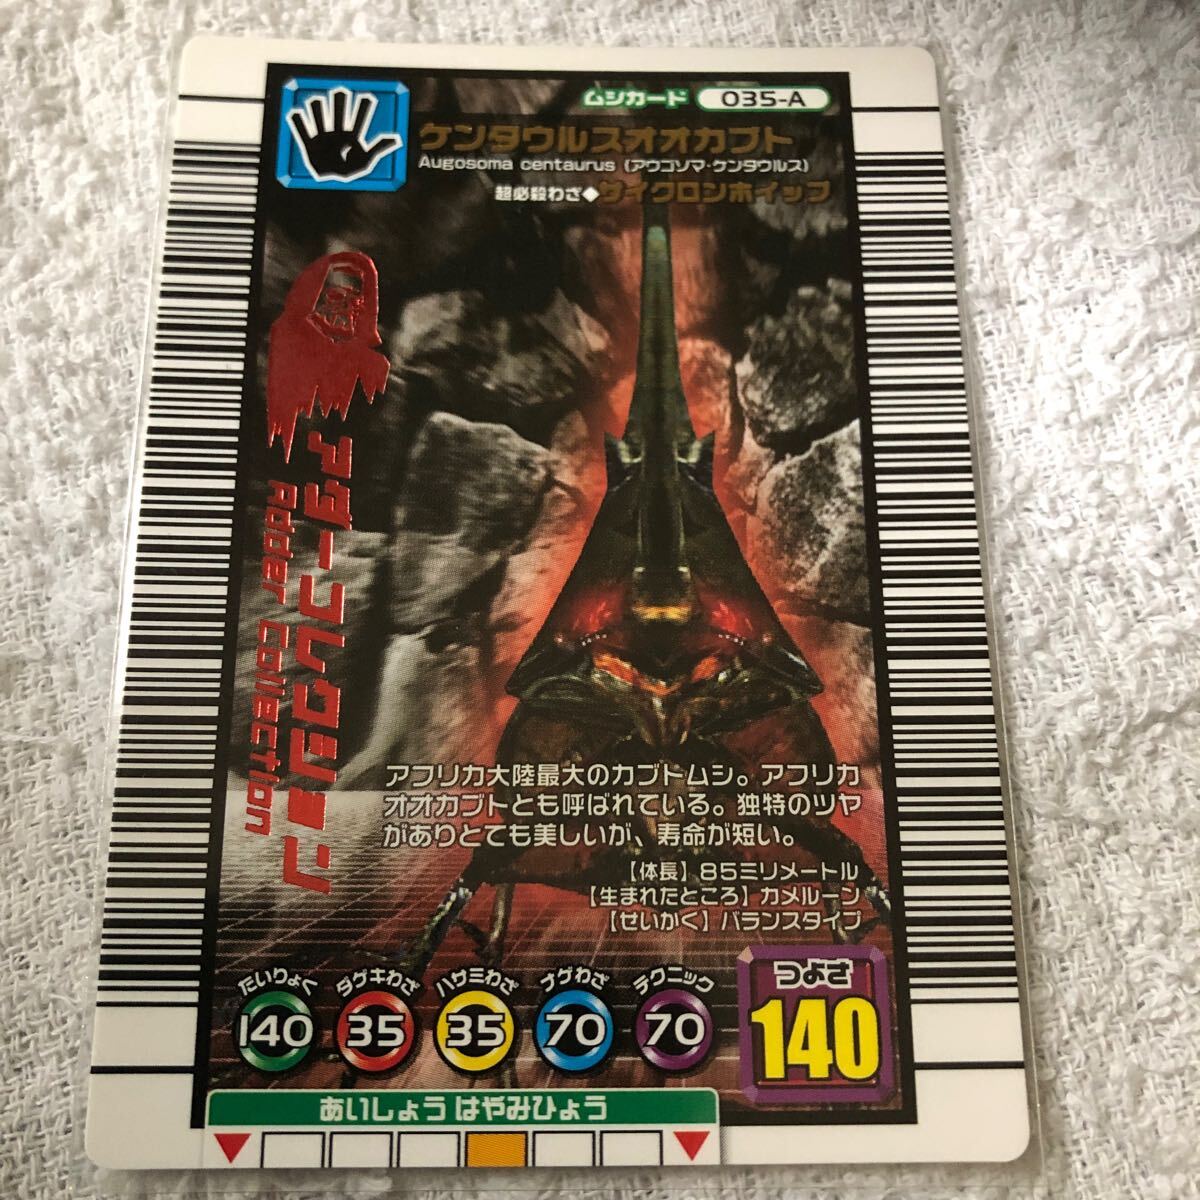 ムシカード 035-A
ケンタウルスオオカブト
Augosoma centaurus (アウゴソマ・ケンタウルス)
超必殺わざ◆サイクロンホイップ
アダーコレクション
Adder Collection
アフリカ大陸最大のカブトムシ。アフリカ
オオカブトとも呼ばれている。独特のツヤ
がありとても美しいが、寿命が短い。
【体長】85ミリメートル
【生まれたところ】カメルーン
【せいかく】バランスタイプ
たいりょく ダゲキわざ ハサミわざ ナゲわざ テクニック つよさ
140 35 35 70 70 140
あいしょう はやみひょう